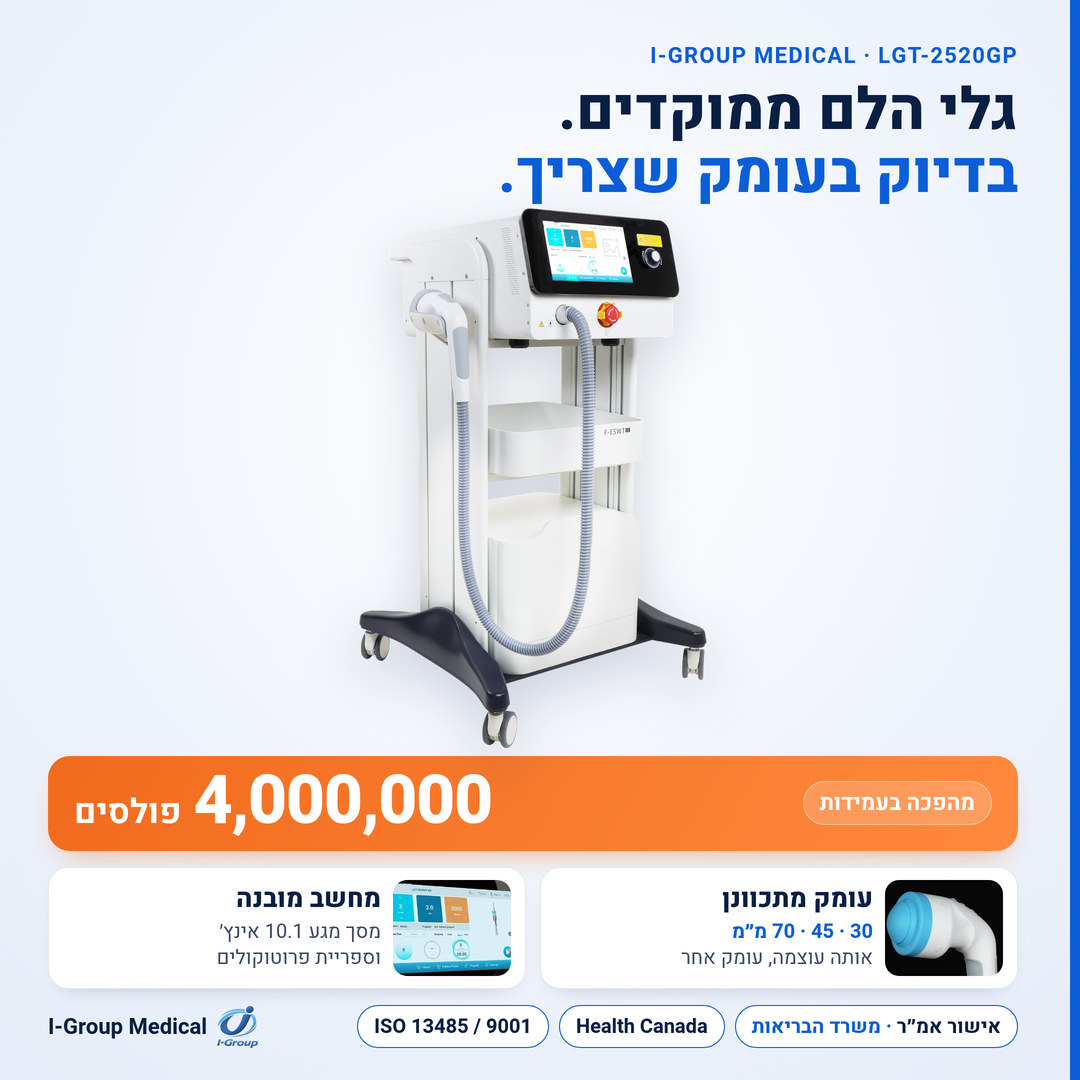 I-GROUP MEDICAL · LGT-2520GP
גלי הלם ממוקדים.
בדיוק בעומק שצריך.
F-ESWT
מהפכה בעמידות
4,000,000 פולסים
עומק מתכוונן
30 · 45 · 70 מ״מ
אותה עוצמה, עומק אחר
מחשב מובנה
מסך מגע 10.1 אינץ׳
וספריית פרוטוקולים
אישור אמ״ר · משרד הבריאות
Health Canada
ISO 13485 / 9001
I-Group
I-Group Medical